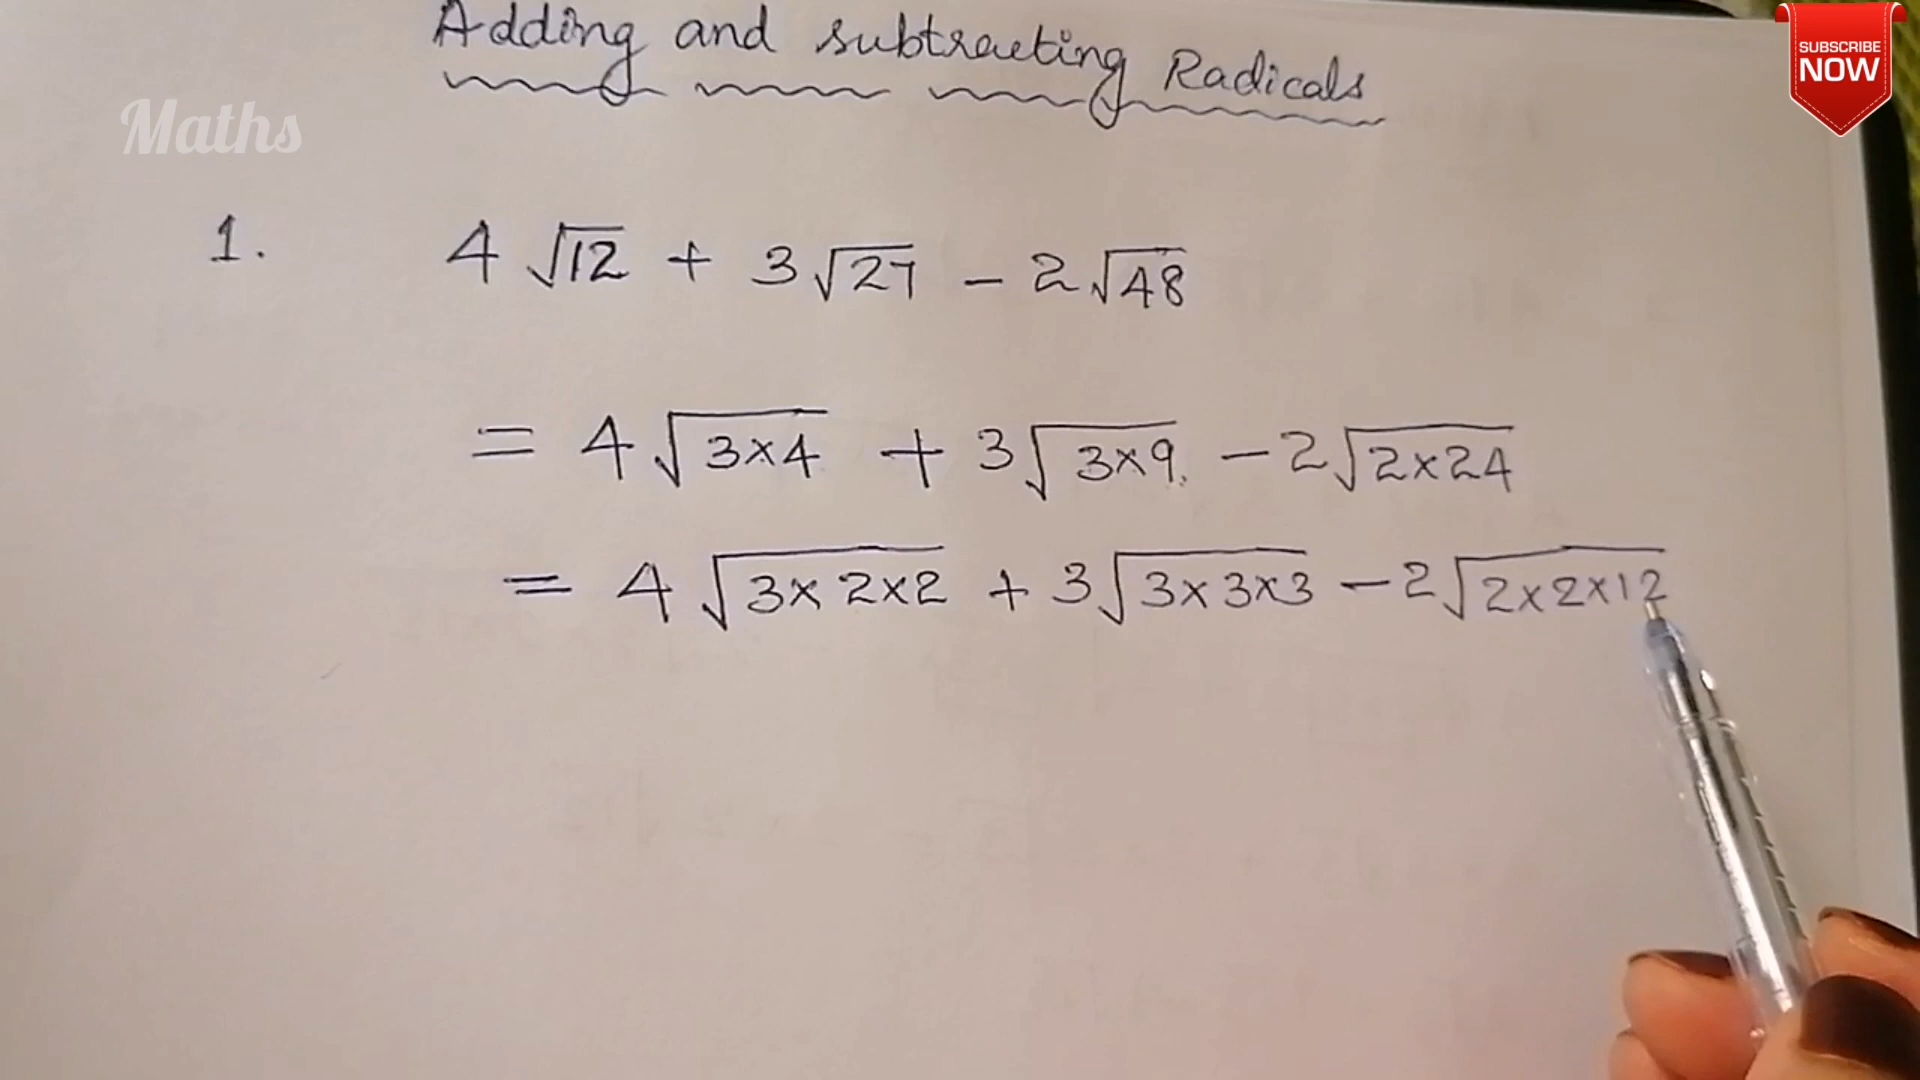 Adding and subtracting Radicals
SUBSCRIBE
NOW
Maths
1. 4√12 + 3√27 - 2√48
= 4√3×4 + 3√3×9 - 2√2×24
= 4√3×2×2 + 3√3×3×3 - 2√2×2×12